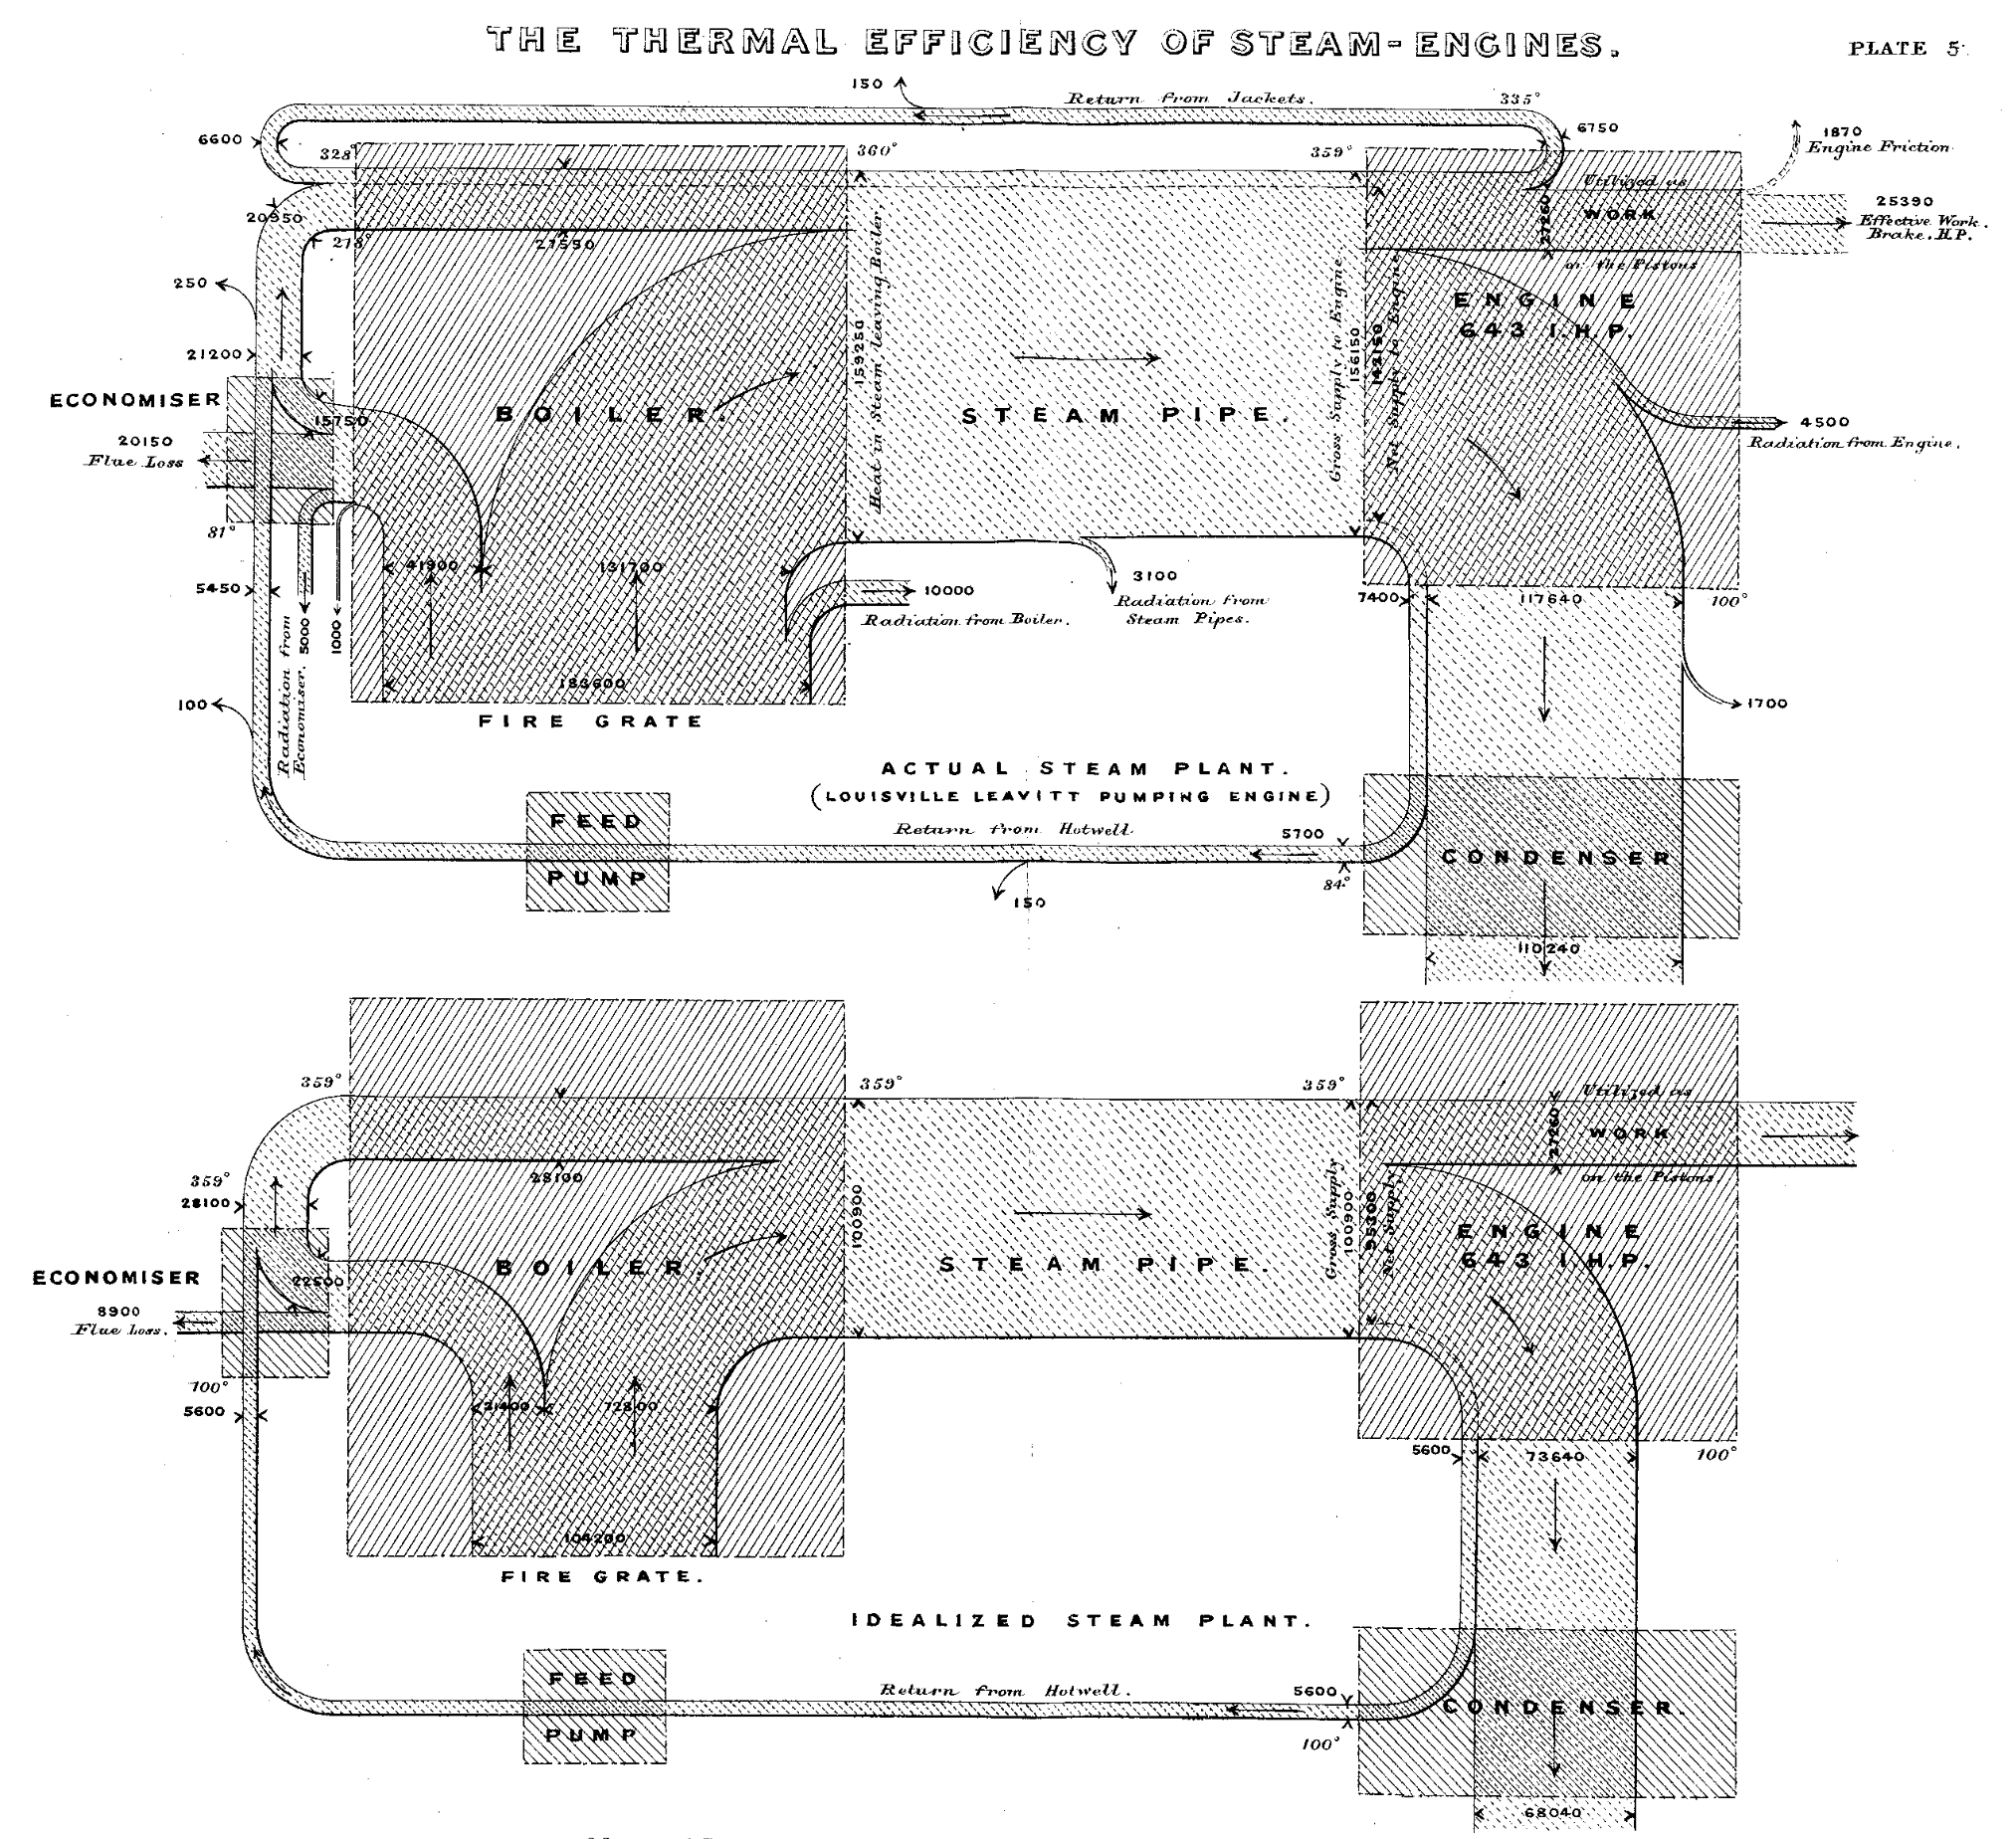 THE THERMAL EFFICIENCY OF STEAM-ENGINES.
PLATE 5.
150
Return from Jackets.
335°
6600
328°
360°
359°
6750
1870
Engine Friction
Utilized as
WORK
on the Pistons
27260
25390
Effective Work.
Brake. H.P.
20950
278°
27550
250
21200
ECONOMISER
20150
Flue Loss
15750
BOILER.
159250
Heat in Steam leaving Boiler
STEAM PIPE.
Gross Supply to Engine
156150
142150
Net Supply to Engine
ENGINE
643 I.H.P.
4500
Radiation from Engine.
81°
5450
Radiation from
Economiser.
5000
1000
41900
131700
10000
Radiation from Boiler.
3100
Radiation from
Steam Pipes.
7400
117640
100°
183600
FIRE GRATE
100
1700
ACTUAL STEAM PLANT.
(LOUISVILLE LEAVITT PUMPING ENGINE)
FEED
PUMP
Return from Hotwell
5700
84°
150
CONDENSER
110240
359°
359°
359°
Utilized as
WORK
on the Pistons.
27260
359°
28100
28100
ECONOMISER
8900
Flue Loss.
22500
BOILER
100900
STEAM PIPE.
Gross Supply
100900
95300
Net Supply
ENGINE
643 I.H.P.
100°
5600
31400
72800
5600
73640
100°
104200
FIRE GRATE.
IDEALIZED STEAM PLANT.
FEED
PUMP
Return from Hotwell.
5600
100°
CONDENSER.
68040